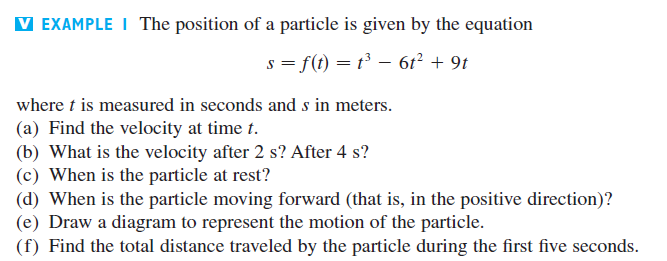 V EXAMPLE 1 The position of a particle is given by the equation
s = f(t) = t³ − 6t² + 9t
where t is measured in seconds and s in meters.
(a) Find the velocity at time t.
(b) What is the velocity after 2 s? After 4 s?
(c) When is the particle at rest?
(d) When is the particle moving forward (that is, in the positive direction)?
(e) Draw a diagram to represent the motion of the particle.
(f) Find the total distance traveled by the particle during the first five seconds.